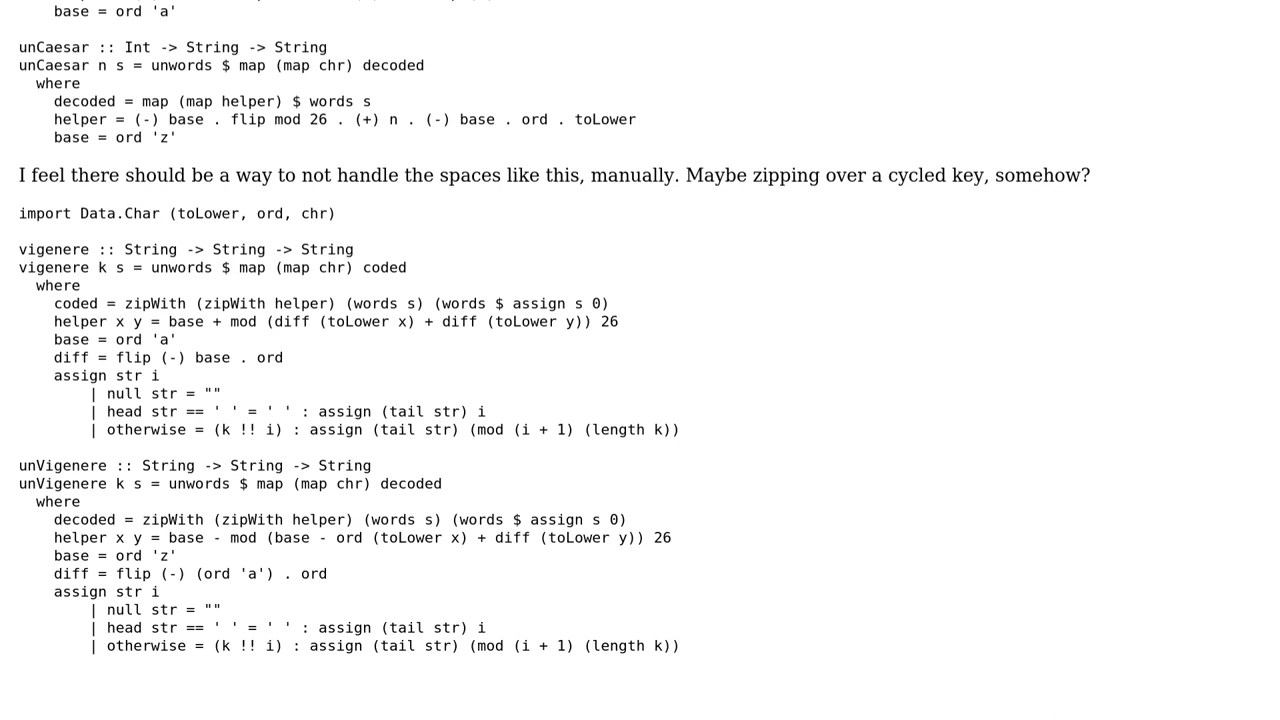 base = ord 'a'

unCaesar :: Int -> String -> String
unCaesar n s = unwords $ map (map chr) decoded
  where
    decoded = map (map helper) $ words s
    helper = (-) base . flip mod 26 . (+) n . (-) base . ord . toLower
    base = ord 'z'

I feel there should be a way to not handle the spaces like this, manually. Maybe zipping over a cycled key, somehow?

import Data.Char (toLower, ord, chr)

vigenere :: String -> String -> String
vigenere k s = unwords $ map (map chr) coded
  where
    coded = zipWith (zipWith helper) (words s) (words $ assign s 0)
    helper x y = base + mod (diff (toLower x) + diff (toLower y)) 26
    base = ord 'a'
    diff = flip (-) base . ord
    assign str i
        | null str = ""
        | head str == ' ' = ' ' : assign (tail str) i
        | otherwise = (k !! i) : assign (tail str) (mod (i + 1) (length k))

unVigenere :: String -> String -> String
unVigenere k s = unwords $ map (map chr) decoded
  where
    decoded = zipWith (zipWith helper) (words s) (words $ assign s 0)
    helper x y = base - mod (base - ord (toLower x) + diff (toLower y)) 26
    base = ord 'z'
    diff = flip (-) (ord 'a') . ord
    assign str i
        | null str = ""
        | head str == ' ' = ' ' : assign (tail str) i
        | otherwise = (k !! i) : assign (tail str) (mod (i + 1) (length k))